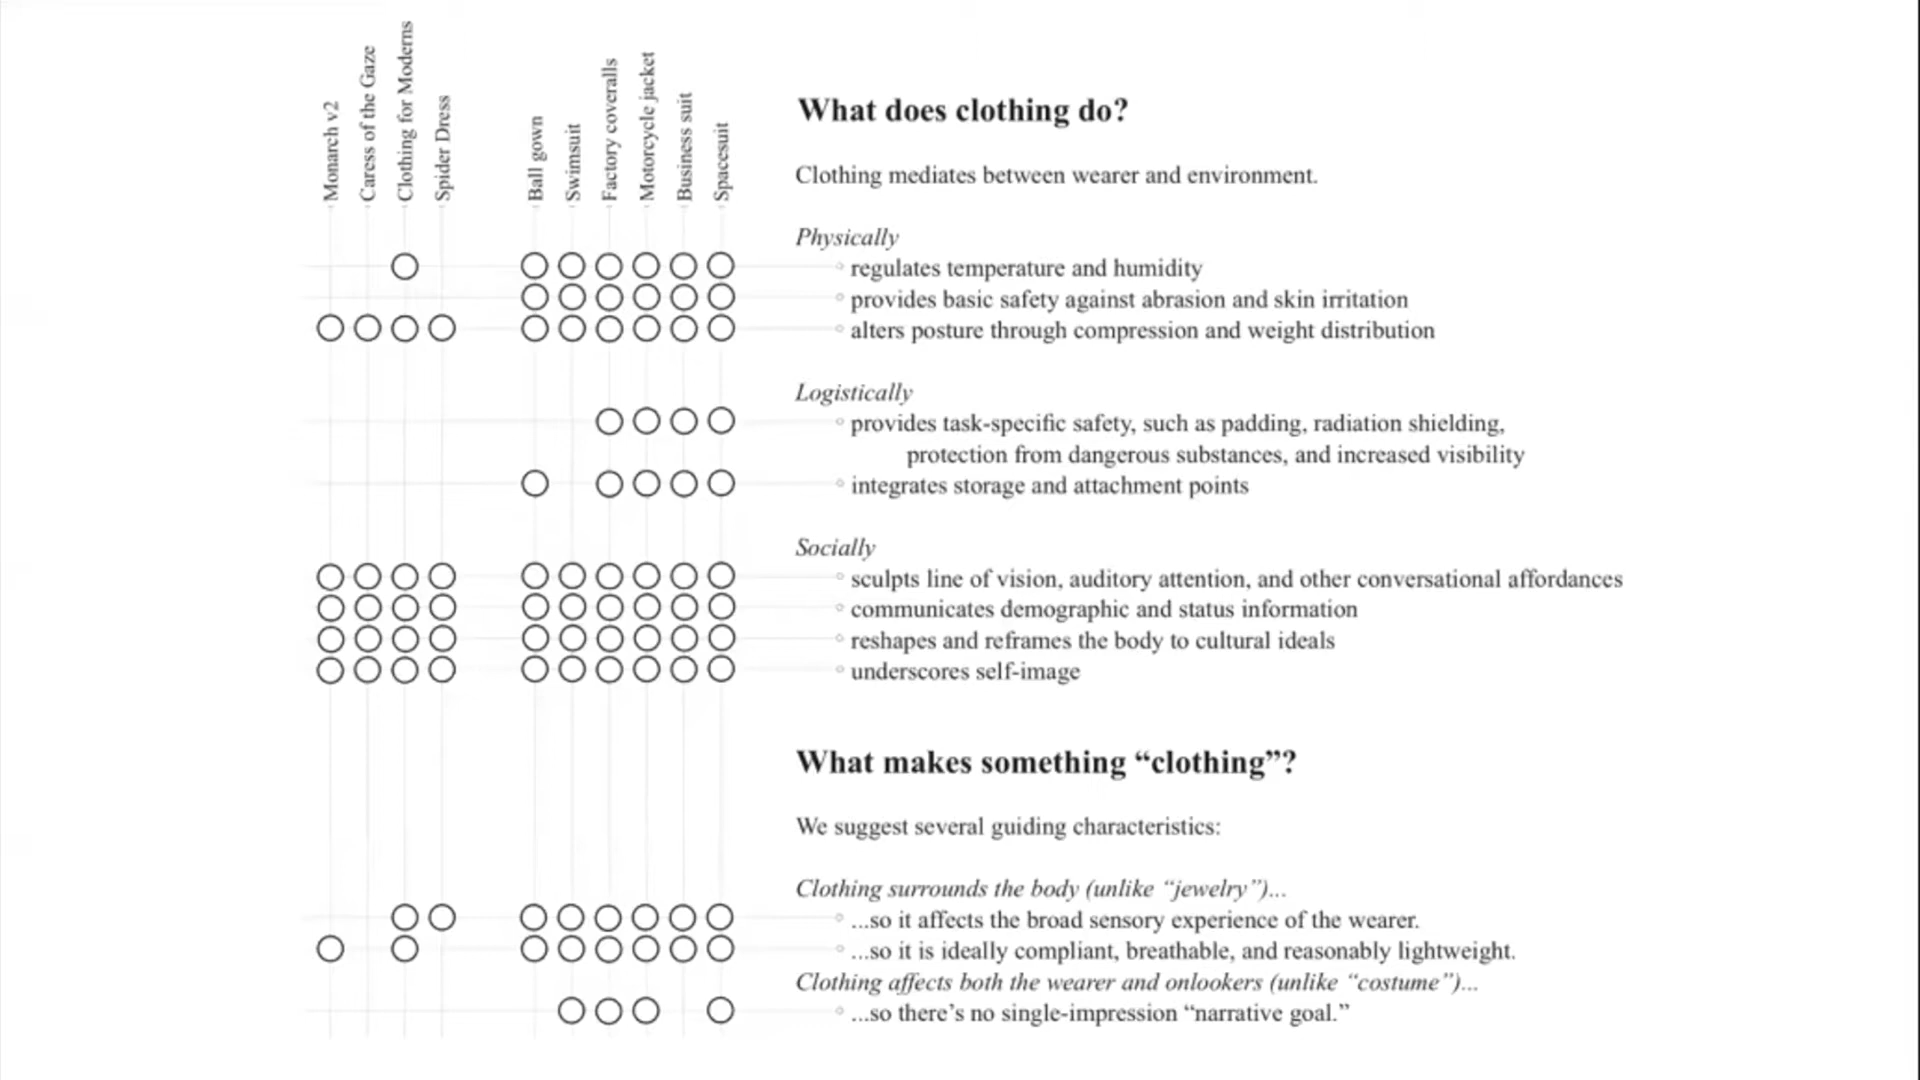 Monarch v2
Caress of the Gaze
Clothing for Moderns
Spider Dress
Ball gown
Swimsuit
Factory coveralls
Motorcycle jacket
Business suit
Spacesuit
What does clothing do?
Clothing mediates between wearer and environment.
Physically
regulates temperature and humidity
provides basic safety against abrasion and skin irritation
alters posture through compression and weight distribution
Logistically
provides task-specific safety, such as padding, radiation shielding,
protection from dangerous substances, and increased visibility
integrates storage and attachment points
Socially
sculpts line of vision, auditory attention, and other conversational affordances
communicates demographic and status information
reshapes and reframes the body to cultural ideals
underscores self-image
What makes something “clothing”?
We suggest several guiding characteristics:
Clothing surrounds the body (unlike “jewelry”)...
...so it affects the broad sensory experience of the wearer.
...so it is ideally compliant, breathable, and reasonably lightweight.
Clothing affects both the wearer and onlookers (unlike “costume”)...
...so there’s no single-impression “narrative goal.”